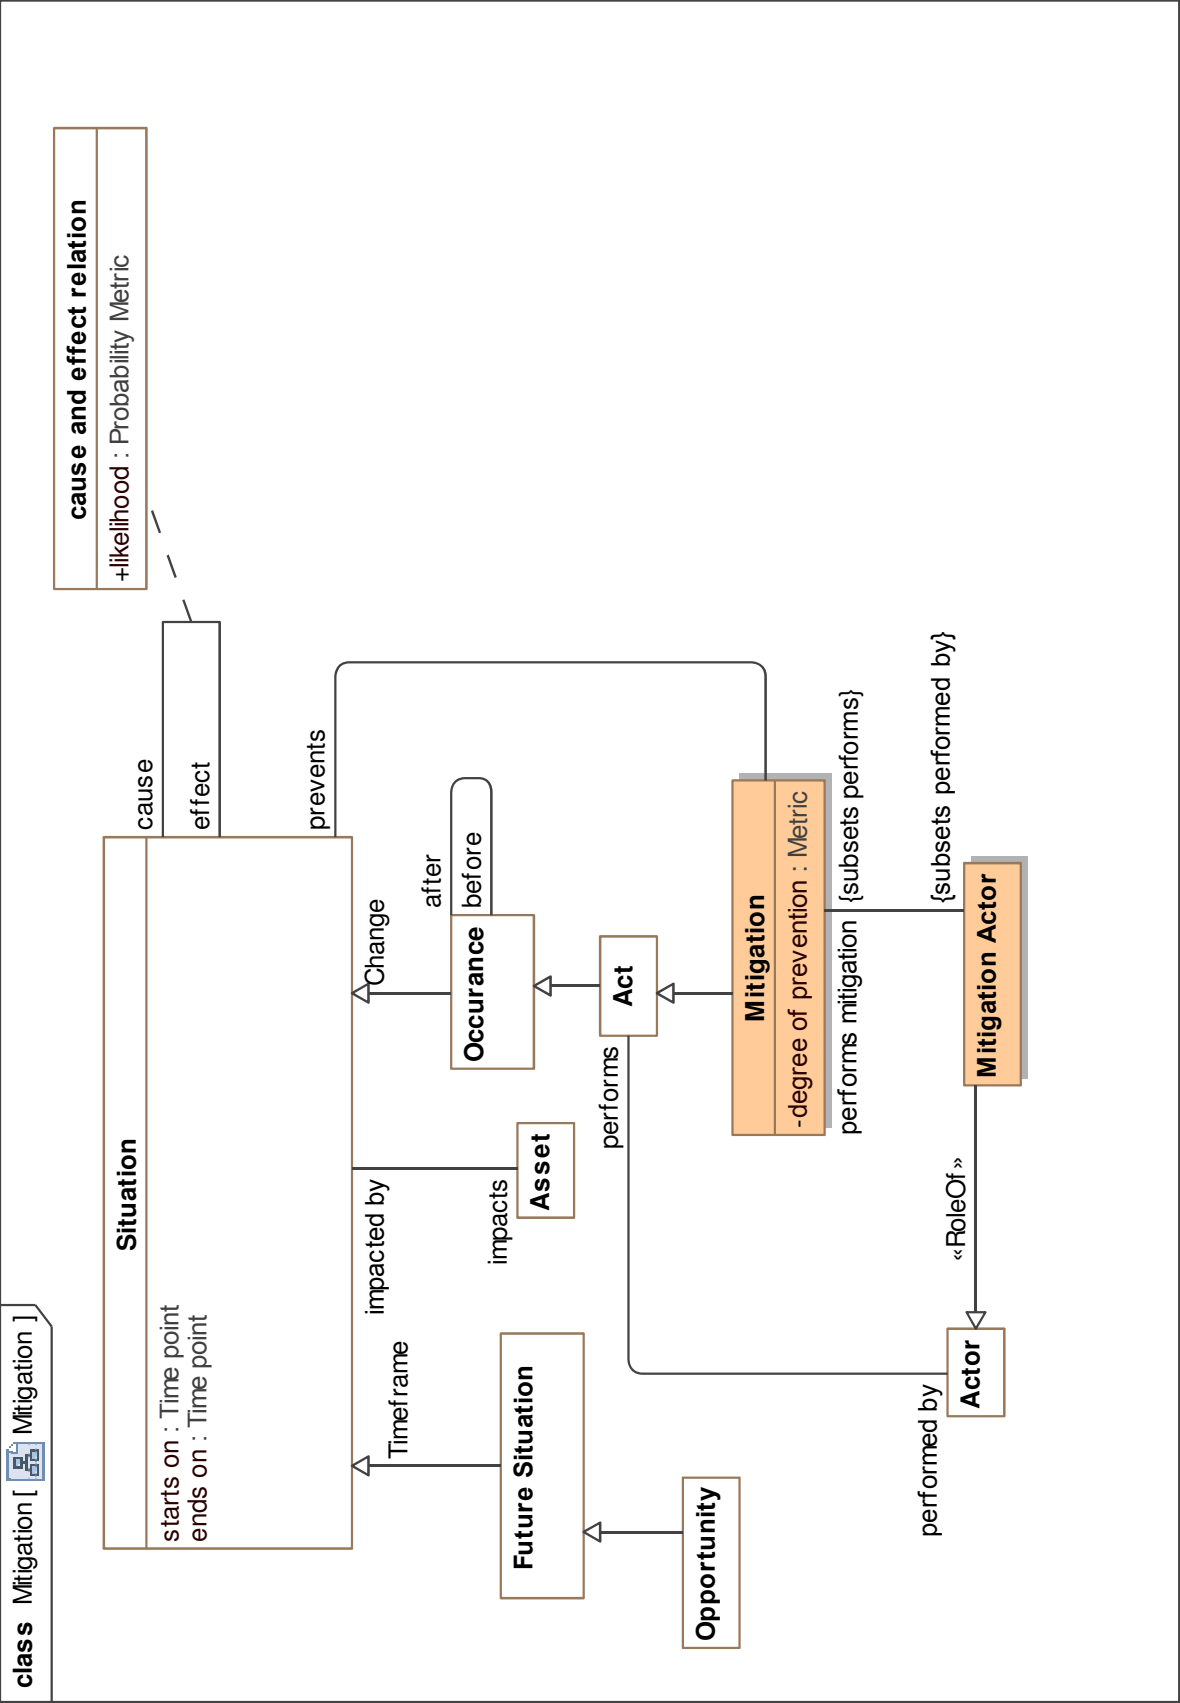 class Mitigation [ Mitigation ]
cause and effect relation
+likelihood : Probability Metric
Situation
starts on : Time point
ends on : Time point
cause
effect
prevents
Timeframe
impacted by
impacts
Change
after
before
Future Situation
Asset
Occurance
Opportunity
performs
Act
Mitigation
-degree of prevention : Metric
performs mitigation {subsets performs}
performed by
Actor
«RoleOf»
{subsets performed by}
Mitigation Actor